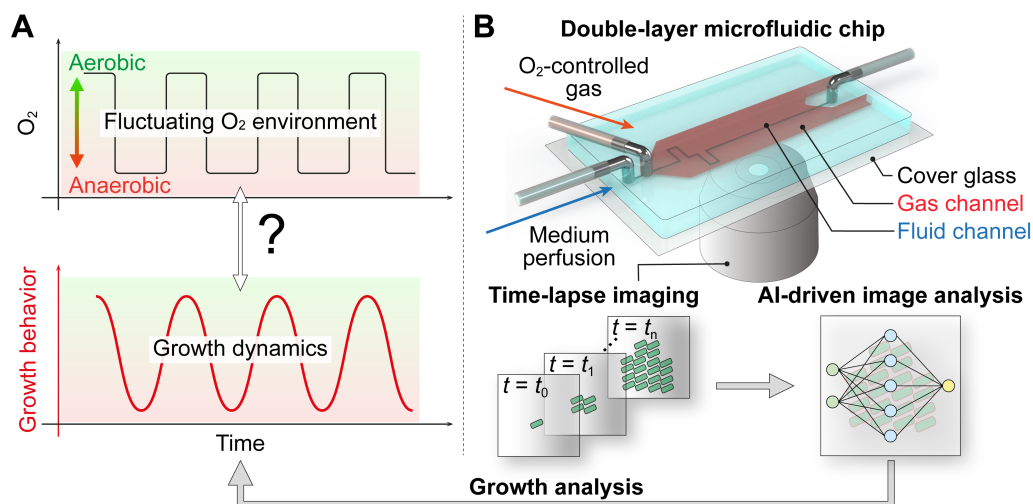 A
Aerobic
O₂
Fluctuating O₂ environment
Anaerobic
?
Growth behavior
Growth dynamics
Time
B
Double-layer microfluidic chip
O₂-controlled
gas
Cover glass
Gas channel
Fluid channel
Medium
perfusion
Time-lapse imaging
AI-driven image analysis
t = tₙ
t = t₁
t = t₀
Growth analysis